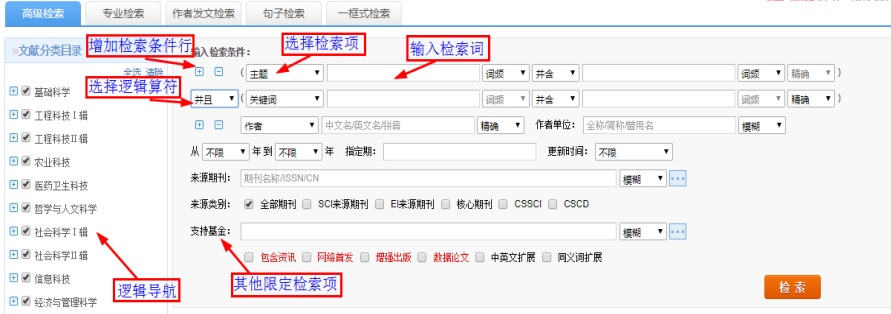 高级检索 专业检索 作者发文检索 句子检索 一框式检索
»文献分类目录 增加检索条件行 输入检索条件： 选择检索项 输入检索词
全选 清除
选择逻辑算符
( 主题 词频 并含 词频 精确 )
并且 ( 关键词 词频 并含 词频 精确 )
作者 中文名/英文名/拼音 精确 作者单位： 全称/简称/曾用名 模糊
从 不限 年 到 不限 年 指定期： 更新时间： 不限
来源期刊： 期刊名称/ISSN/CN 模糊 ...
来源类别： 全部期刊 SCI来源期刊 EI来源期刊 核心期刊 CSSCI CSCD
支持基金： 模糊 ...
包含资讯 网络首发 增强出版 数据论文 中英文扩展 同义词扩展
其他限定检索项
检索
基础科学
工程科技Ⅰ辑
工程科技Ⅱ辑
农业科技
医药卫生科技
哲学与人文科学
社会科学Ⅰ辑
社会科学Ⅱ辑
信息科技
逻辑导航
经济与管理科学